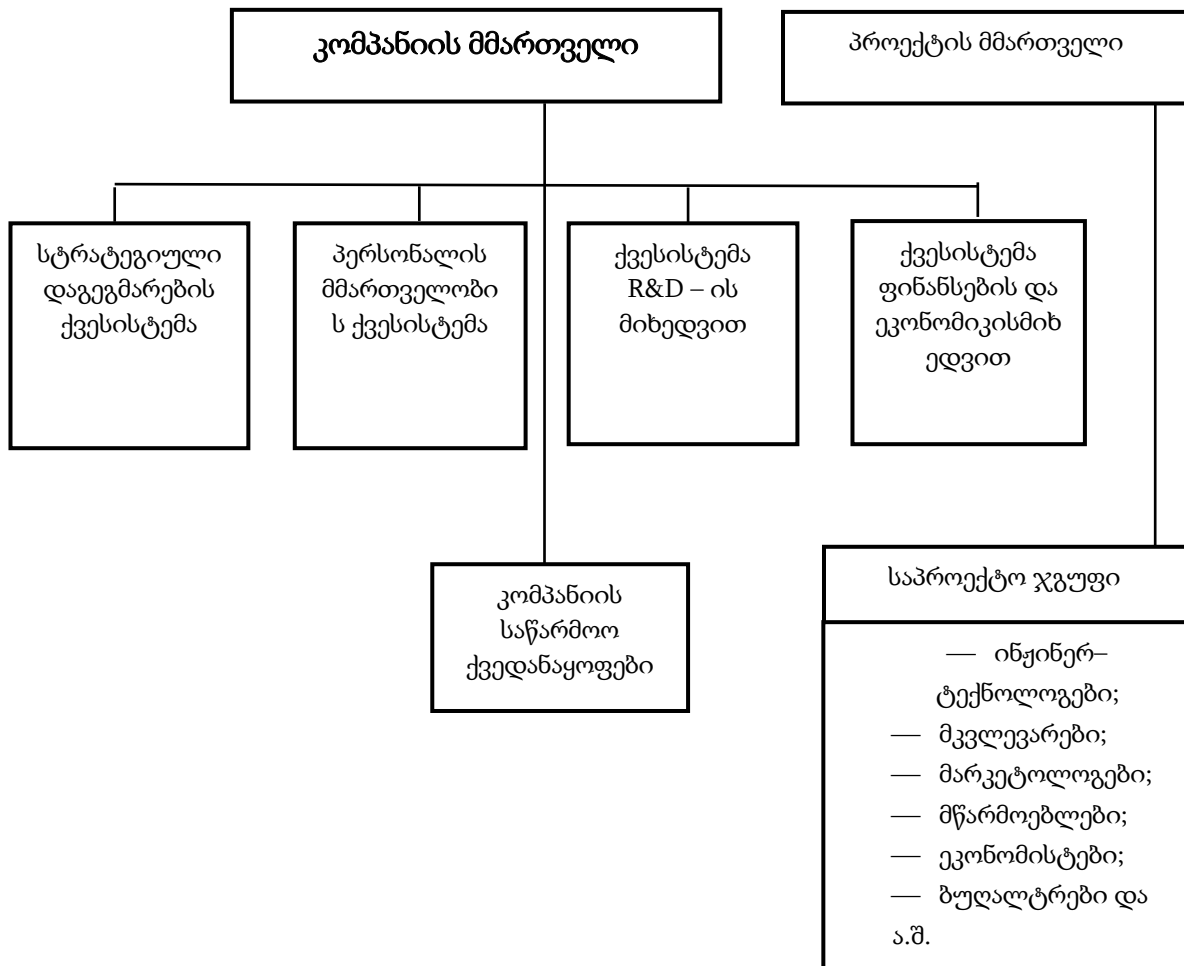 კომპანიის მმართველი
პროექტის მმართველი
სტრატეგიული
დაგეგმარების
ქვესისტემა
პერსონალის
მმართველობი
ს ქვესისტემა
ქვესისტემა
R&D – ის
მიხედვით
ქვესისტემა
ფინანსების და
ეკონომიკისმიხ
ედვით
კომპანიის
საწარმოო
ქვედანაყოფები
საპროექტო ჯგუფი
— ინჟინერ–
ტექნოლოგები;
— მკვლევარები;
— მარკეტოლოგები;
— მწარმოებლები;
— ეკონომისტები;
— ბუღალტრები და
ა.შ.